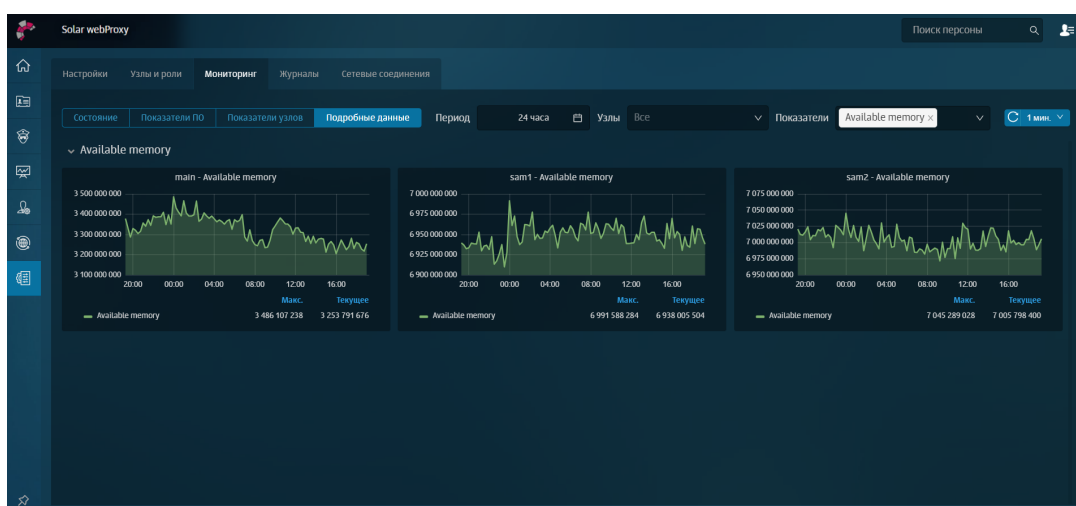 Solar webProxy
Поиск персоны
Настройки Узлы и роли Мониторинг Журналы Сетевые соединения
Состояние Показатели ПО Показатели узлов Подробные данные Период 24 часа Узлы Все Показатели Available memory × 1 мин.
Available memory
main - Available memory
3 500 000 000
3 400 000 000
3 300 000 000
3 200 000 000
3 100 000 000
20:00 00:00 04:00 08:00 12:00 16:00
Макс. Текущее
Available memory 3 486 107 238 3 253 791 676
sam1 - Available memory
7 000 000 000
6 975 000 000
6 950 000 000
6 925 000 000
6 900 000 000
20:00 00:00 04:00 08:00 12:00 16:00
Макс. Текущее
Available memory 6 991 588 284 6 938 005 504
sam2 - Available memory
7 075 000 000
7 050 000 000
7 025 000 000
7 000 000 000
6 975 000 000
6 950 000 000
20:00 00:00 04:00 08:00 12:00 16:00
Макс. Текущее
Available memory 7 045 289 028 7 005 798 400